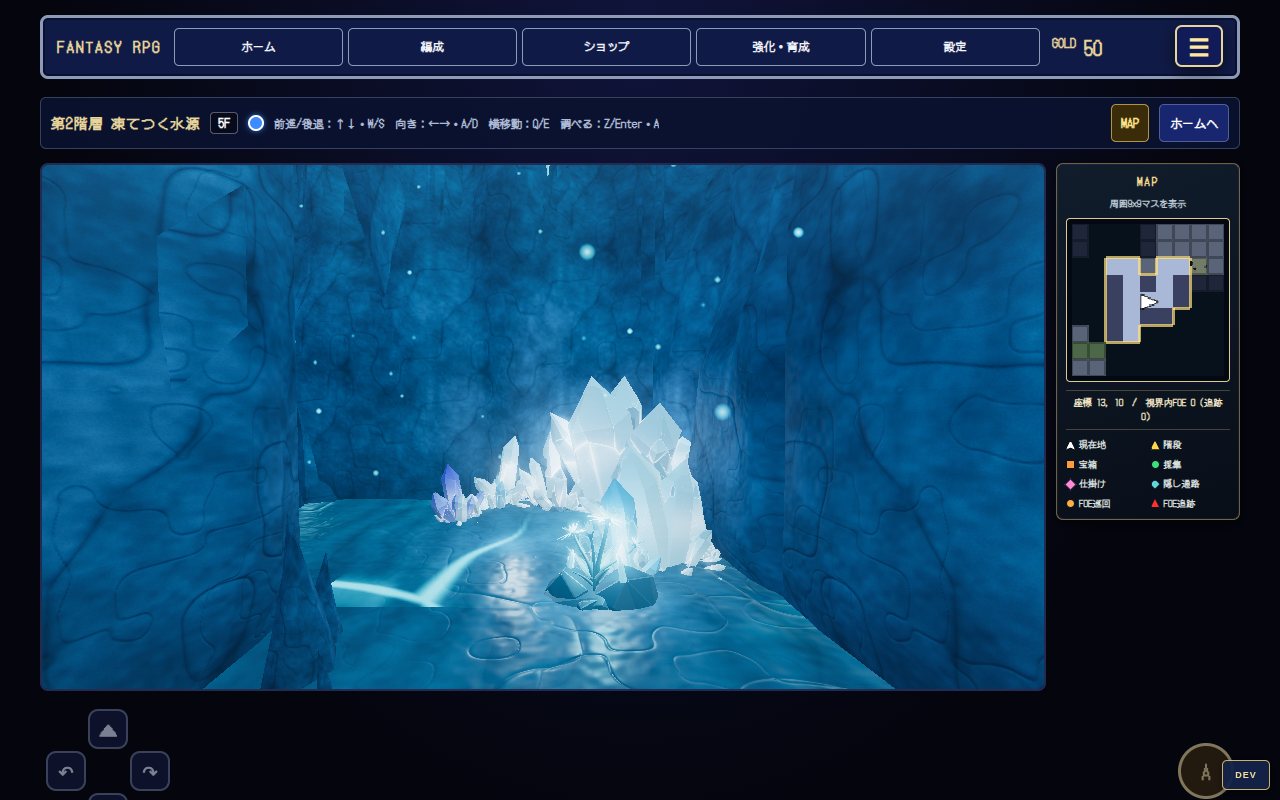 FANTASY RPG
ホーム
編成
ショップ
強化・育成
設定
GOLD 50
第2階層 凍てつく水源
5F
前進/後退：↑↓・W/S 向き：←→・A/D 横移動：Q/E 調べる：Z/Enter・A
MAP
ホームへ
MAP
周囲9x9マスを表示
座標 13, 10 / 視界内FOE 0（追跡
0）
現在地
階段
宝箱
採集
仕掛け
隠し通路
FOE巡回
FOE追跡
A
DEV